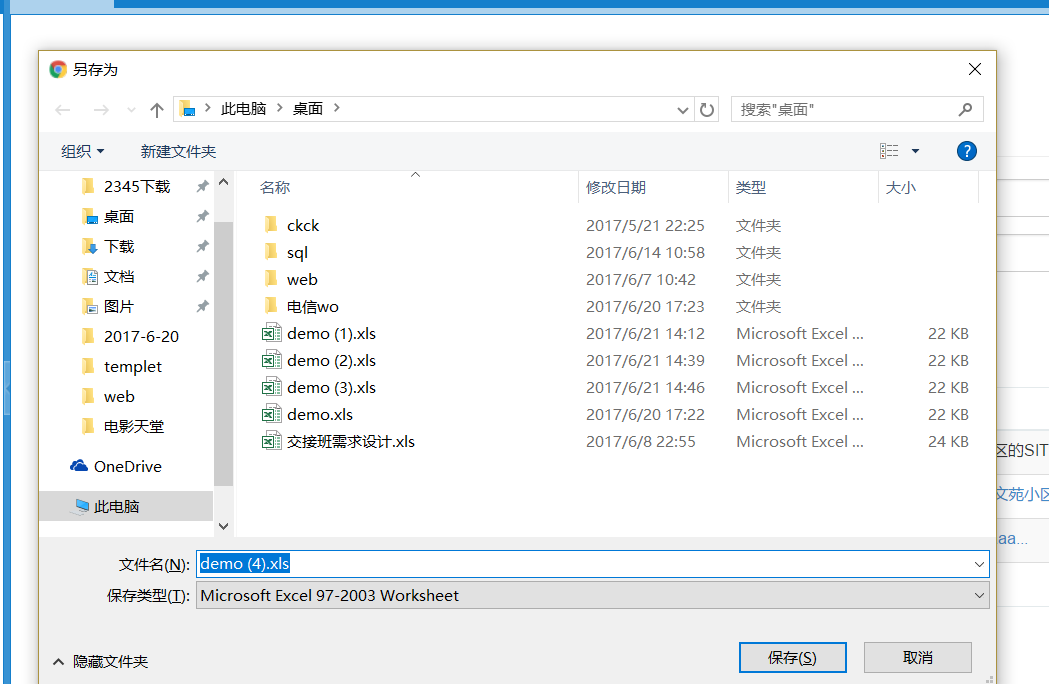 另存为
此电脑 桌面 搜索"桌面"
组织 新建文件夹 ?
名称 修改日期 类型 大小
2345下载
桌面
下载
文档
图片
2017-6-20
templet
web
电影天堂
OneDrive
此电脑
ckck 2017/5/21 22:25 文件夹
sql 2017/6/14 10:58 文件夹
web 2017/6/7 10:42 文件夹
电信wo 2017/6/20 17:23 文件夹
demo (1).xls 2017/6/21 14:12 Microsoft Excel ... 22 KB
demo (2).xls 2017/6/21 14:39 Microsoft Excel ... 22 KB
demo (3).xls 2017/6/21 14:46 Microsoft Excel ... 22 KB
demo.xls 2017/6/20 17:22 Microsoft Excel ... 22 KB
交接班需求设计.xls 2017/6/8 22:55 Microsoft Excel ... 24 KB
区的SIT
文苑小区
aa...
文件名(N): demo (4).xls
保存类型(T): Microsoft Excel 97-2003 Worksheet
隐藏文件夹 保存(S) 取消